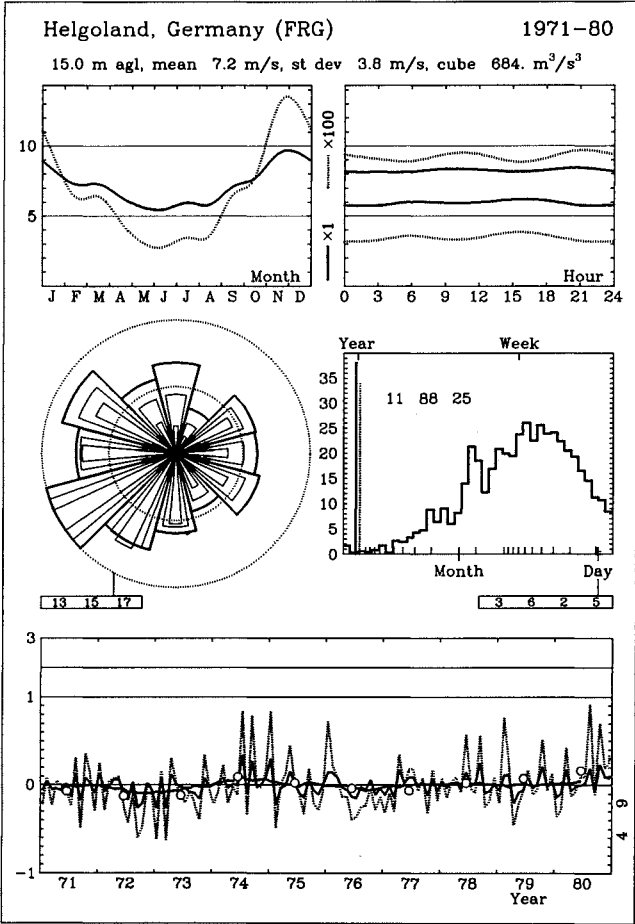 Helgoland, Germany (FRG) 1971-80
15.0 m agl, mean 7.2 m/s, st dev 3.8 m/s, cube 684. m³/s³
10
5
Month
J F M A M J J A S O N D
×1 ×100
Hour
0 3 6 9 12 15 18 21 24
Year Week
40
35
30
25
20
15
10
5
0
11 88 25
Month Day
13 15 17
3 6 2 5
3
1
0
-1
71 72 73 74 75 76 77 78 79 80
Year
4 9